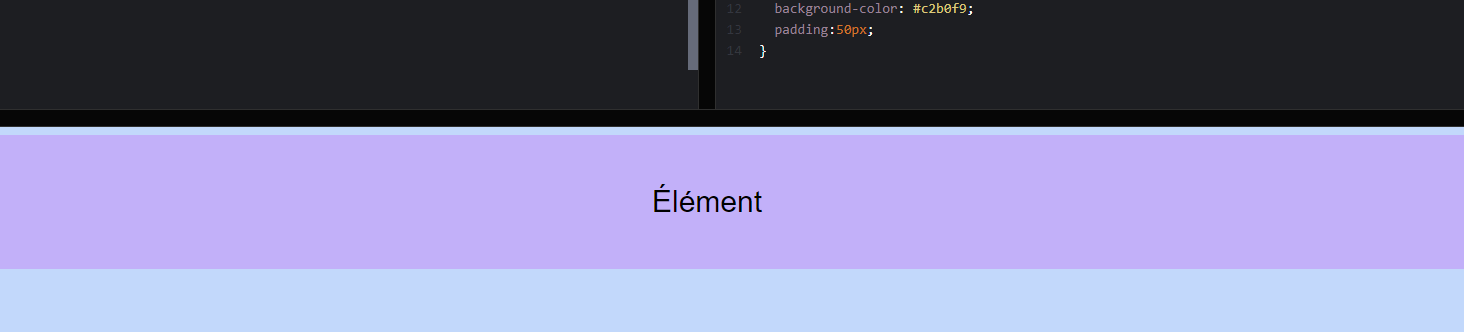 12 background-color: #c2b0f9;
13 padding:50px;
14 }
Élément